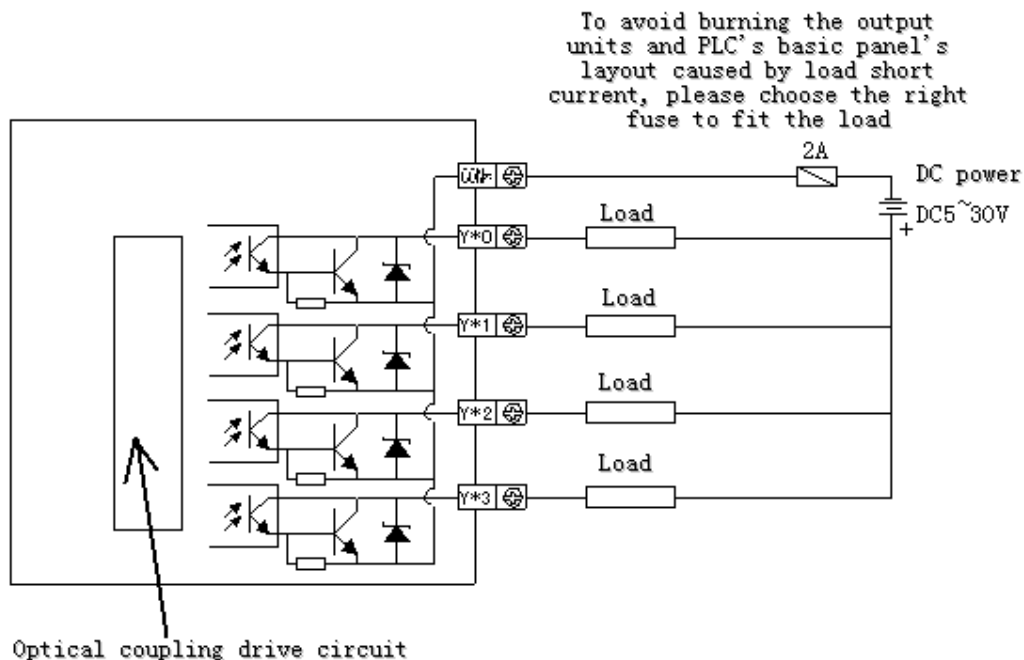 To avoid burning the output
units and PLC's basic panel's
layout caused by load short
current, please choose the right
fuse to fit the load
2A
DC power
DC5~30V
+
Load
Y*0
Load
Y*1
Load
Y*2
Load
Y*3
Optical coupling drive circuit